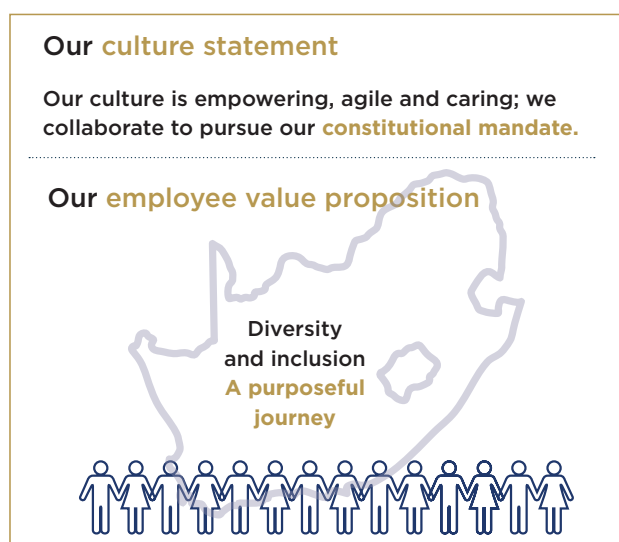 Our culture statement
Our culture is empowering, agile and caring; we
collaborate to pursue our constitutional mandate.
Our employee value proposition
Diversity
and inclusion
A purposeful
journey